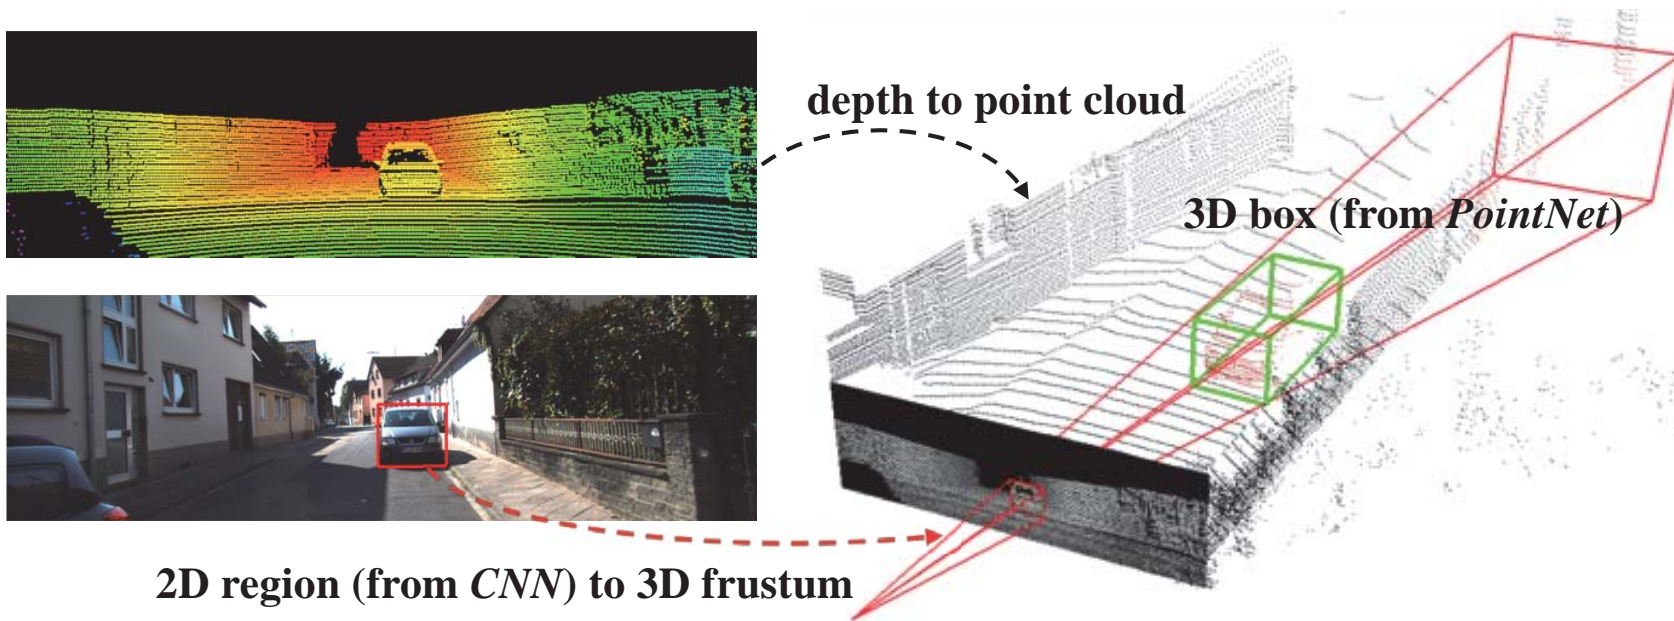 depth to point cloud
3D box (from PointNet)
2D region (from CNN) to 3D frustum